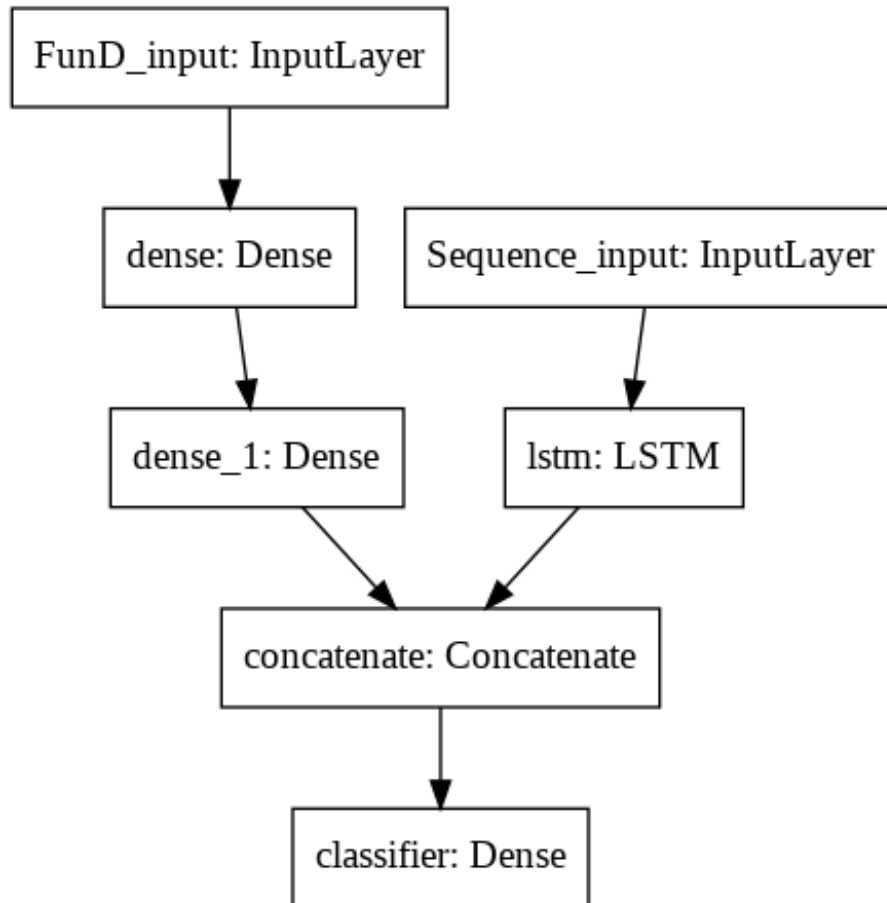 FunD_input: InputLayer
dense: Dense
Sequence_input: InputLayer
dense_1: Dense
lstm: LSTM
concatenate: Concatenate
classifier: Dense